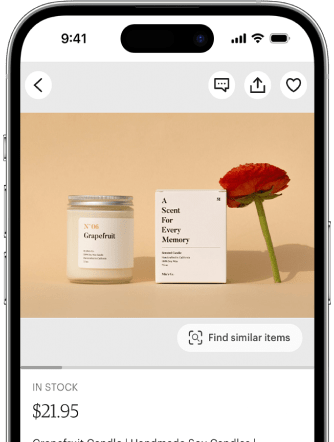 9:41
N°06
Grapefruit
A
Scent
For
Every
Memory
Find similar items
IN STOCK
$21.95
Grapefruit Candle | Handmade Soy Candles |